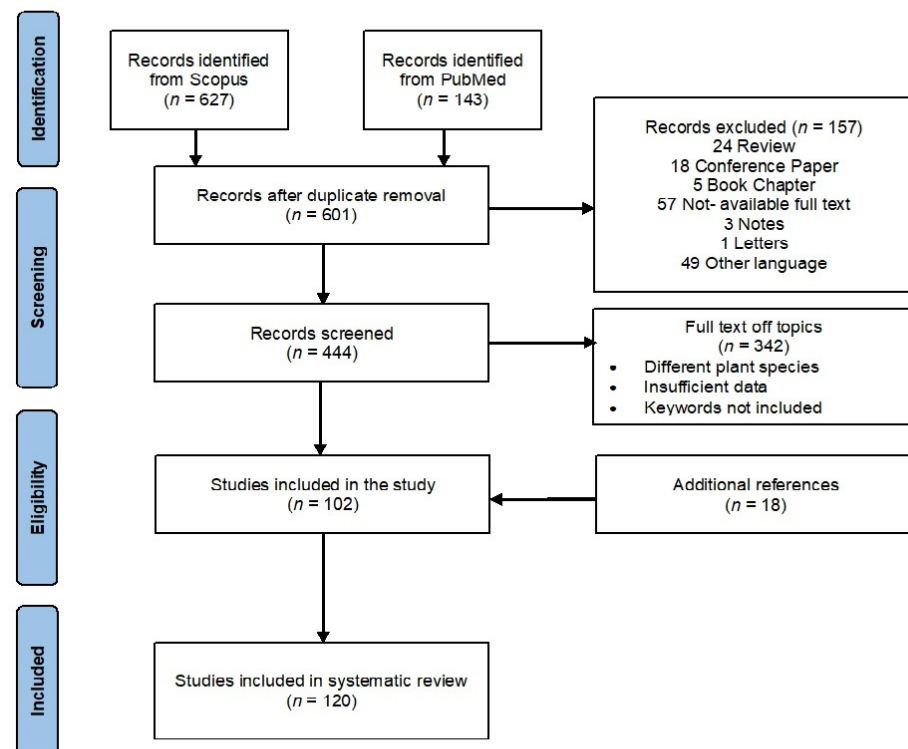 Identification
Records identified
from Scopus
(n = 627)
Records identified
from PubMed
(n = 143)
Records excluded (n = 157)
24 Review
18 Conference Paper
5 Book Chapter
57 Not- available full text
3 Notes
1 Letters
49 Other language
Screening
Records after duplicate removal
(n = 601)
Records screened
(n = 444)
Full text off topics
(n = 342)
• Different plant species
• Insufficient data
• Keywords not included
Eligibility
Studies included in the study
(n = 102)
Additional references
(n = 18)
Included
Studies included in systematic review
(n = 120)